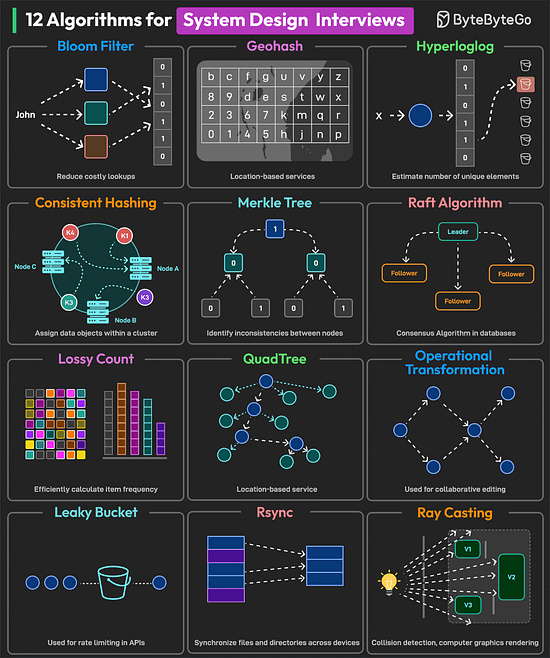 12 Algorithms for System Design Interviews
ByteByteGo
Bloom Filter
John
0
1
0
1
0
1
0
Reduce costly lookups
Geohash
b c f g u v y z
8 9 d e s t w x
2 3 6 7 k m q r
0 1 4 5 h j n p
Location-based services
Hyperloglog
X
0
1
0
1
1
0
Estimate number of unique elements
Consistent Hashing
K4
K1
Node C
Node A
K3
K3
Node B
Assign data objects within a cluster
Merkle Tree
1
0 0
0 1 0 1
Identify inconsistencies between nodes
Raft Algorithm
Leader
Follower
Follower
Follower
Consensus Algorithm in databases
Lossy Count
Efficiently calculate item frequency
QuadTree
Location-based service
Operational
Transformation
Used for collaborative editing
Leaky Bucket
Used for rate limiting in APIs
Rsync
Synchronize files and directories across devices
Ray Casting
V1
V2
V3
Collision detection, computer graphics rendering